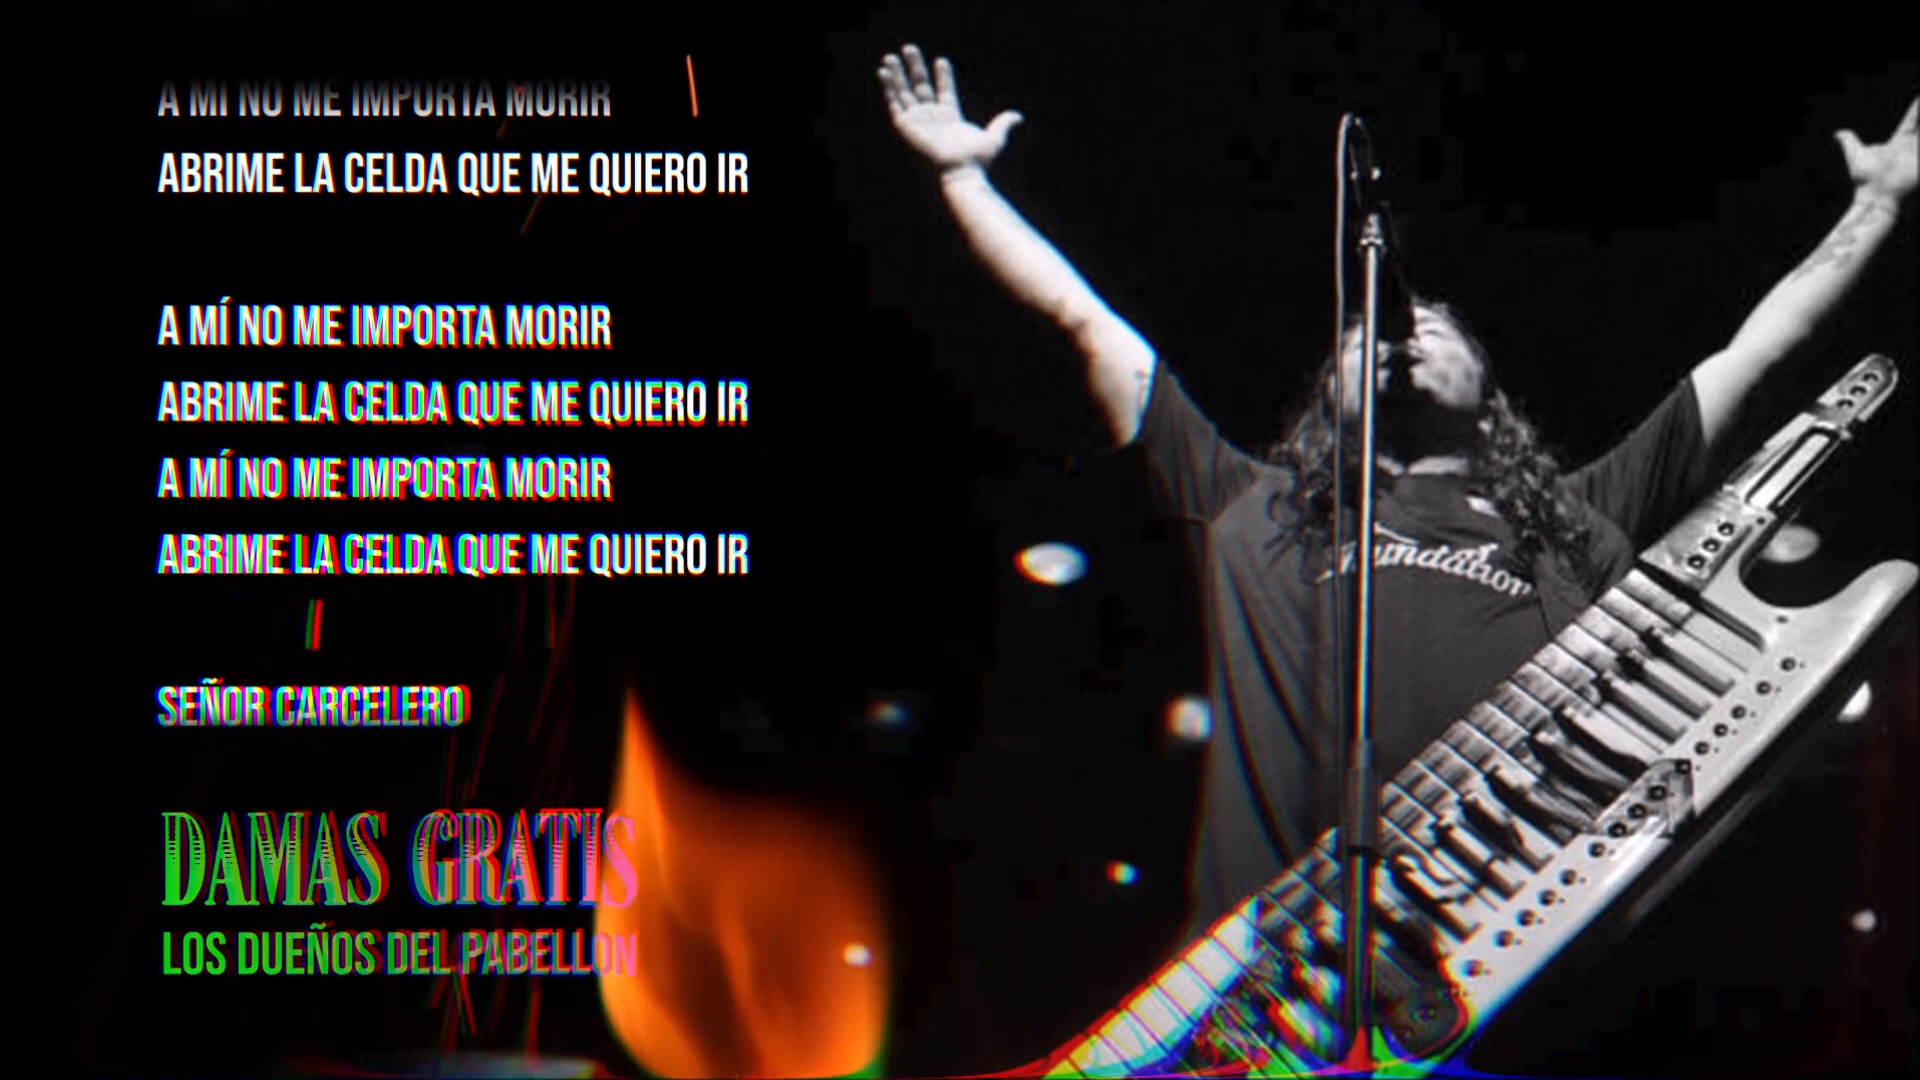 A MÍ NO ME IMPORTA MORIR
ABRIME LA CELDA QUE ME QUIERO IR
A MÍ NO ME IMPORTA MORIR
ABRIME LA CELDA QUE ME QUIERO IR
A MÍ NO ME IMPORTA MORIR
ABRIME LA CELDA QUE ME QUIERO IR
SEÑOR CARCELERO
DAMAS GRATIS
LOS DUEÑOS DEL PABELLON